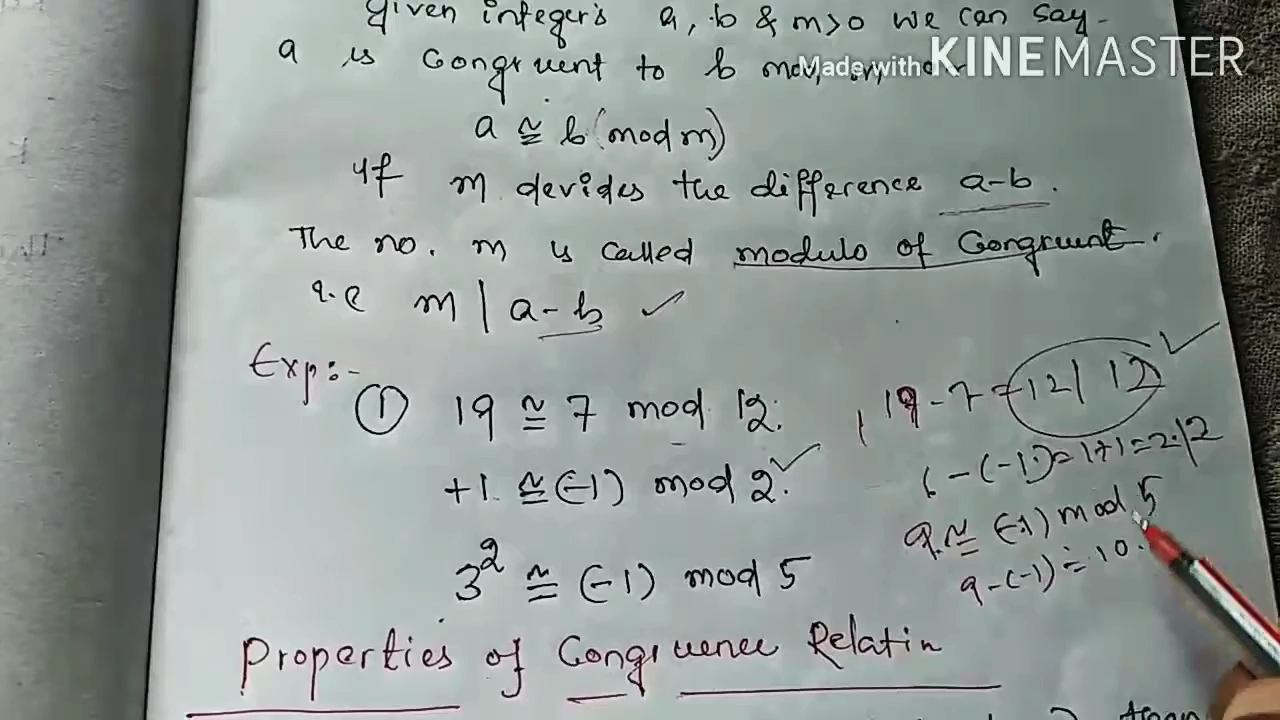 given integers a, b & m>0 we can say-
a is congruent to b
Made with KINEMASTER
a ≅ b (mod m)
if m devides the difference a-b.
The no. m is called modulo of Congruent.
i.e m | a-b ✓
Exp:-
① 19 ≅ 7 mod 12.
19-7 = 12 | 12 ✓
+1 ≅ (-1) mod 2. ✓
1-(-1) = 1+1 = 2 | 2
3² ≅ (-1) mod 5
9 ≅ (-1) mod 5
9-(-1) = 10.
Properties of Congruence Relatin